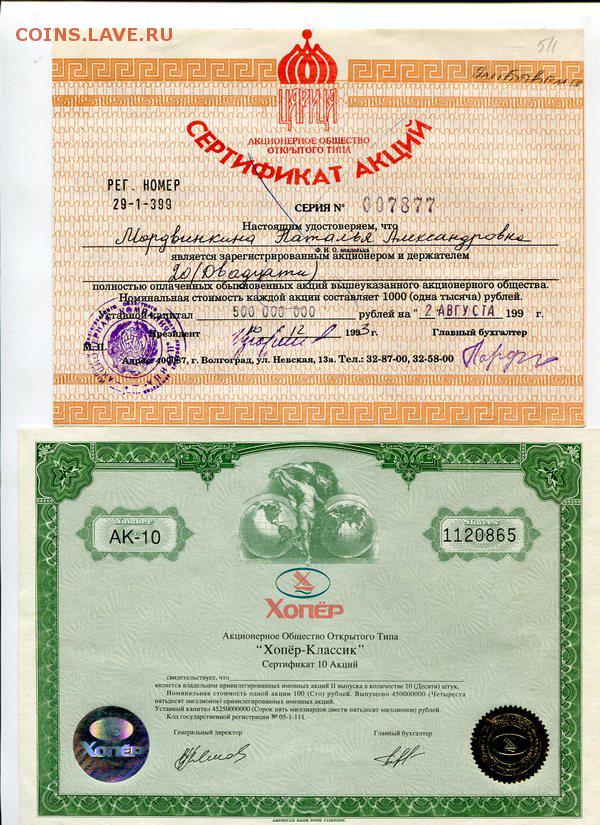 COINS.LAVE.RU
5/1
ЦАРИЦА
АКЦИОНЕРНОЕ ОБЩЕСТВО
ОТКРЫТОГО ТИПА
СЕРТИФИКАТ АКЦИЙ
РЕГ. НОМЕР
29-1-399
СЕРИЯ N° 007877
Настоящим удостоверяем, что
Мордвинкина Наталья Александровна
Ф. И. О. владельца
является зарегистрированным акционером и держателем
20 (Двадцати)
полностью оплаченных обыкновенных акций вышеуказанного акционерного общества.
Номинальная стоимость каждой акции составляет 1000 (одна тысяча) рублей.
Уставной капитал 500 000 000 рублей на " 2 АВГУСТА 199 г.
Президент 12 1993 г. Главный бухгалтер
М.П.
Адрес 400087, г. Волгоград, ул. Невская, 13а. Тел.: 32-87-00, 32-58-00
Number
АК-10
Shares
1120865
Хопёр
Акционерное Общество Открытого Типа
“Хопёр-Классик”
Сертификат 10 Акций
свидетельствует, что
является владельцем привилегированных именных акций II выпуска в количестве 10 (Десяти) штук.
Номинальная стоимость одной акции 100 (Сто) рублей. Выпущено 450000000 (Четыреста
пятьдесят миллионов) привилегированных именных акций.
Уставный капитал 45250000000 (Сорок пять миллиардов двести пятьдесят миллионов) рублей.
Код государственной регистрации № 05-1-111.
Генеральный директор Главный бухгалтер
Хопёр
AMERICAN BANK NOTE COMPANY.